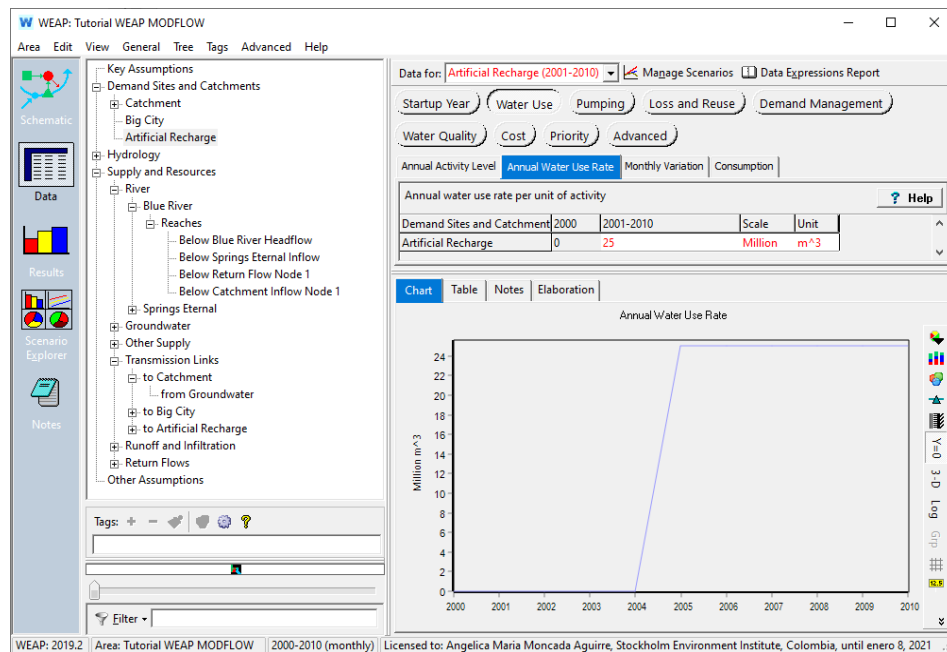 WEAP: Tutorial WEAP MODFLOW
Area Edit View General Tree Tags Advanced Help
Schematic
Data
Results
Scenario
Explorer
Notes
Key Assumptions
Demand Sites and Catchments
Catchment
Big City
Artificial Recharge
Hydrology
Supply and Resources
River
Blue River
Reaches
Below Blue River Headflow
Below Springs Eternal Inflow
Below Return Flow Node 1
Below Catchment Inflow Node 1
Springs Eternal
Groundwater
Other Supply
Transmission Links
to Catchment
from Groundwater
to Big City
to Artificial Recharge
Runoff and Infiltration
Return Flows
Other Assumptions
Tags:
Filter
Data for: Artificial Recharge (2001-2010) Manage Scenarios Data Expressions Report
Startup Year Water Use Pumping Loss and Reuse Demand Management
Water Quality Cost Priority Advanced
Annual Activity Level Annual Water Use Rate Monthly Variation Consumption
Annual water use rate per unit of activity
? Help
Demand Sites and Catchment 2000 2001-2010 Scale Unit
Artificial Recharge 0 25 Million m^3
Chart Table Notes Elaboration
Annual Water Use Rate
Million m^3
24
22
20
18
16
14
12
10
8
6
4
2
0
2000 2001 2002 2003 2004 2005 2006 2007 2008 2009 2010
Y=0
3-D
Log
Grp
12.5
WEAP: 2019.2 Area: Tutorial WEAP MODFLOW 2000-2010 (monthly) Licensed to: Angelica Maria Moncada Aguirre, Stockholm Environment Institute, Colombia, until enero 8, 2021